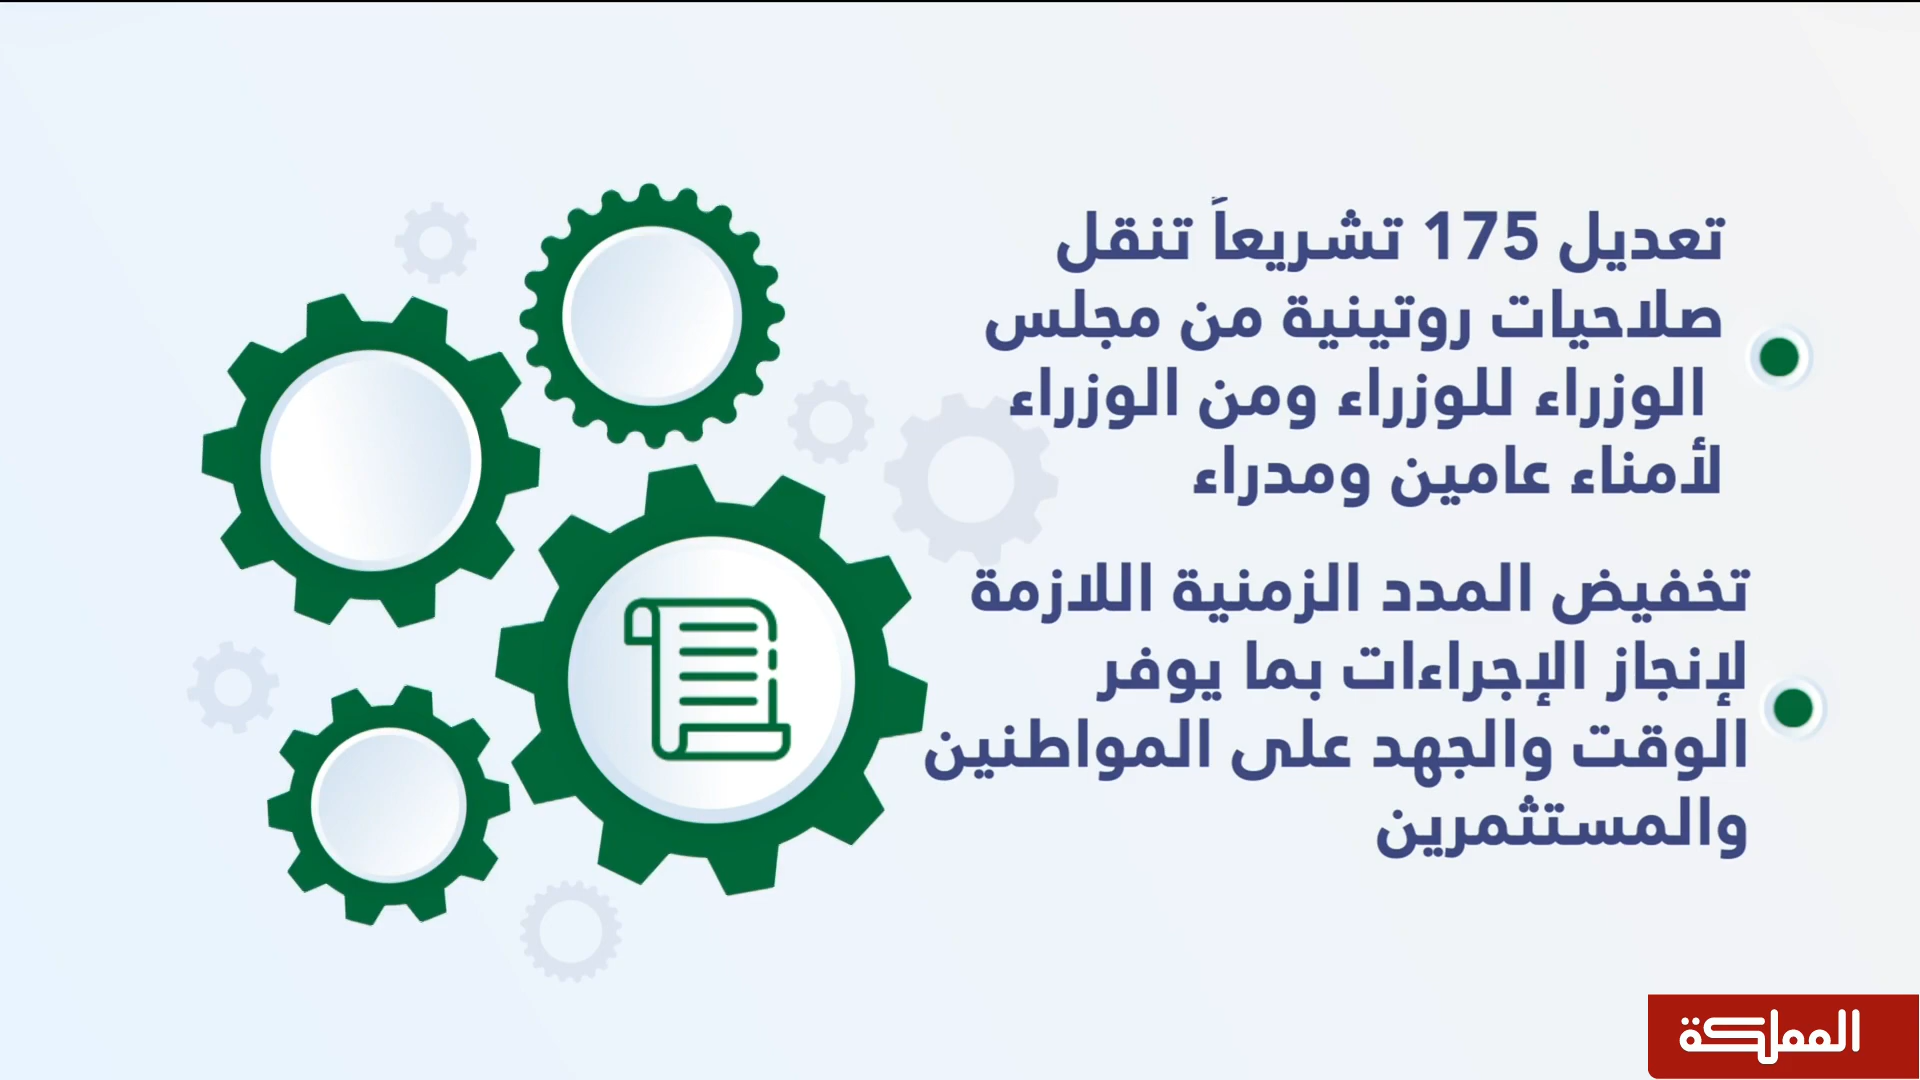 تعديل 175 تشريعاً تنقل
صلاحيات روتينية من مجلس
الوزراء للوزراء ومن الوزراء
لأمناء عامين ومدراء
تخفيض المدد الزمنية اللازمة
لإنجاز الإجراءات بما يوفر
الوقت والجهد على المواطنين
والمستثمرين
المملكة